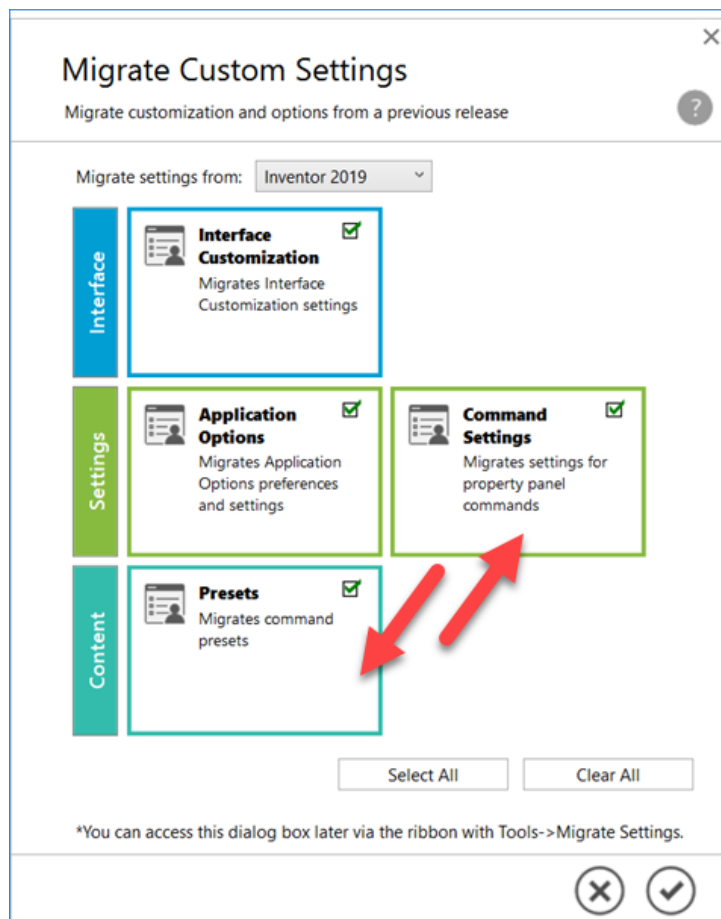 Migrate Custom Settings
Migrate customization and options from a previous release
?
Migrate settings from: Inventor 2019
Interface
Interface
Customization
Migrates Interface
Customization settings
Settings
Application
Options
Migrates Application
Options preferences
and settings
Command
Settings
Migrates settings for
property panel
commands
Content
Presets
Migrates command
presets
Select All
Clear All
*You can access this dialog box later via the ribbon with Tools->Migrate Settings.